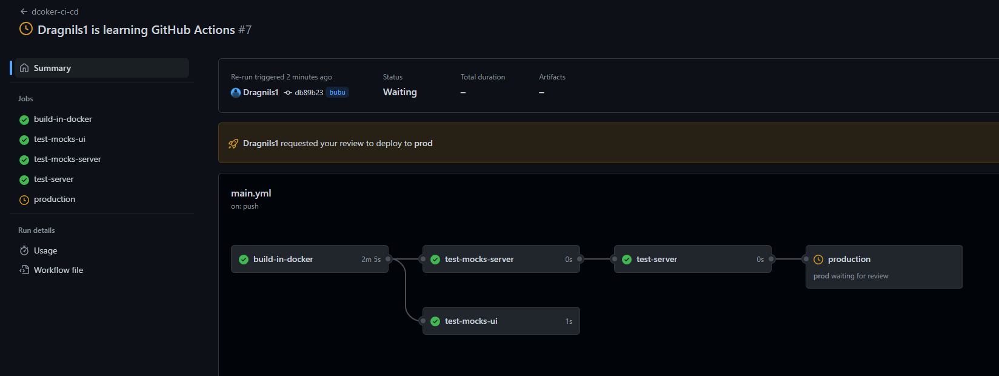 dcoker-ci-cd
Dragnils1 is learning GitHub Actions #7
Summary
Jobs
build-in-docker
test-mocks-ui
test-mocks-server
test-server
production
Run details
Usage
Workflow file
Re-run triggered 2 minutes ago
Dragnils1 db89b23 bubu
Status
Waiting
Total duration
–
Artifacts
–
Dragnils1 requested your review to deploy to prod
main.yml
on: push
build-in-docker 2m 5s
test-mocks-server 0s
test-server 0s
production
prod waiting for review
test-mocks-ui 1s